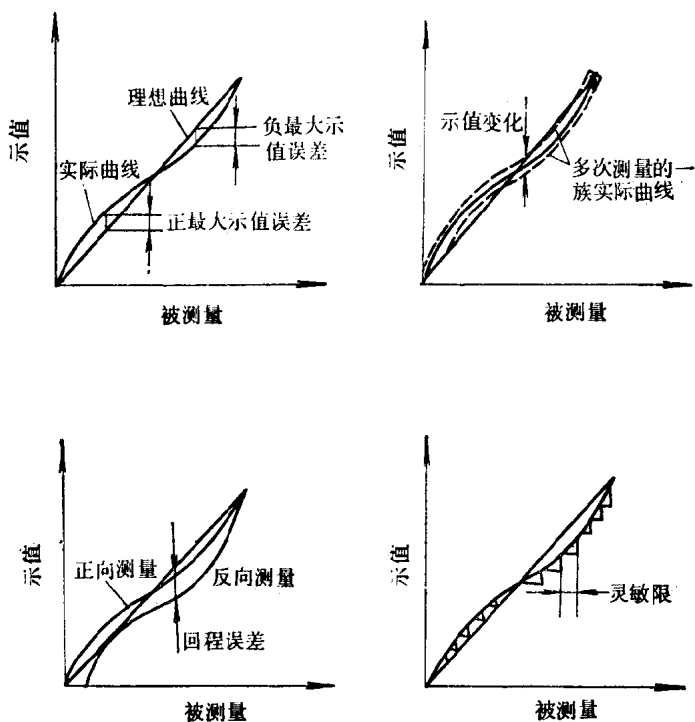 示值
理想曲线
负最大示
值误差
实际曲线
正最大示值误差
被测量
示值
示值变化
多次测量的一
族实际曲线
被测量
示值
正向测量
反向测量
回程误差
被测量
示值
灵敏限
被测量